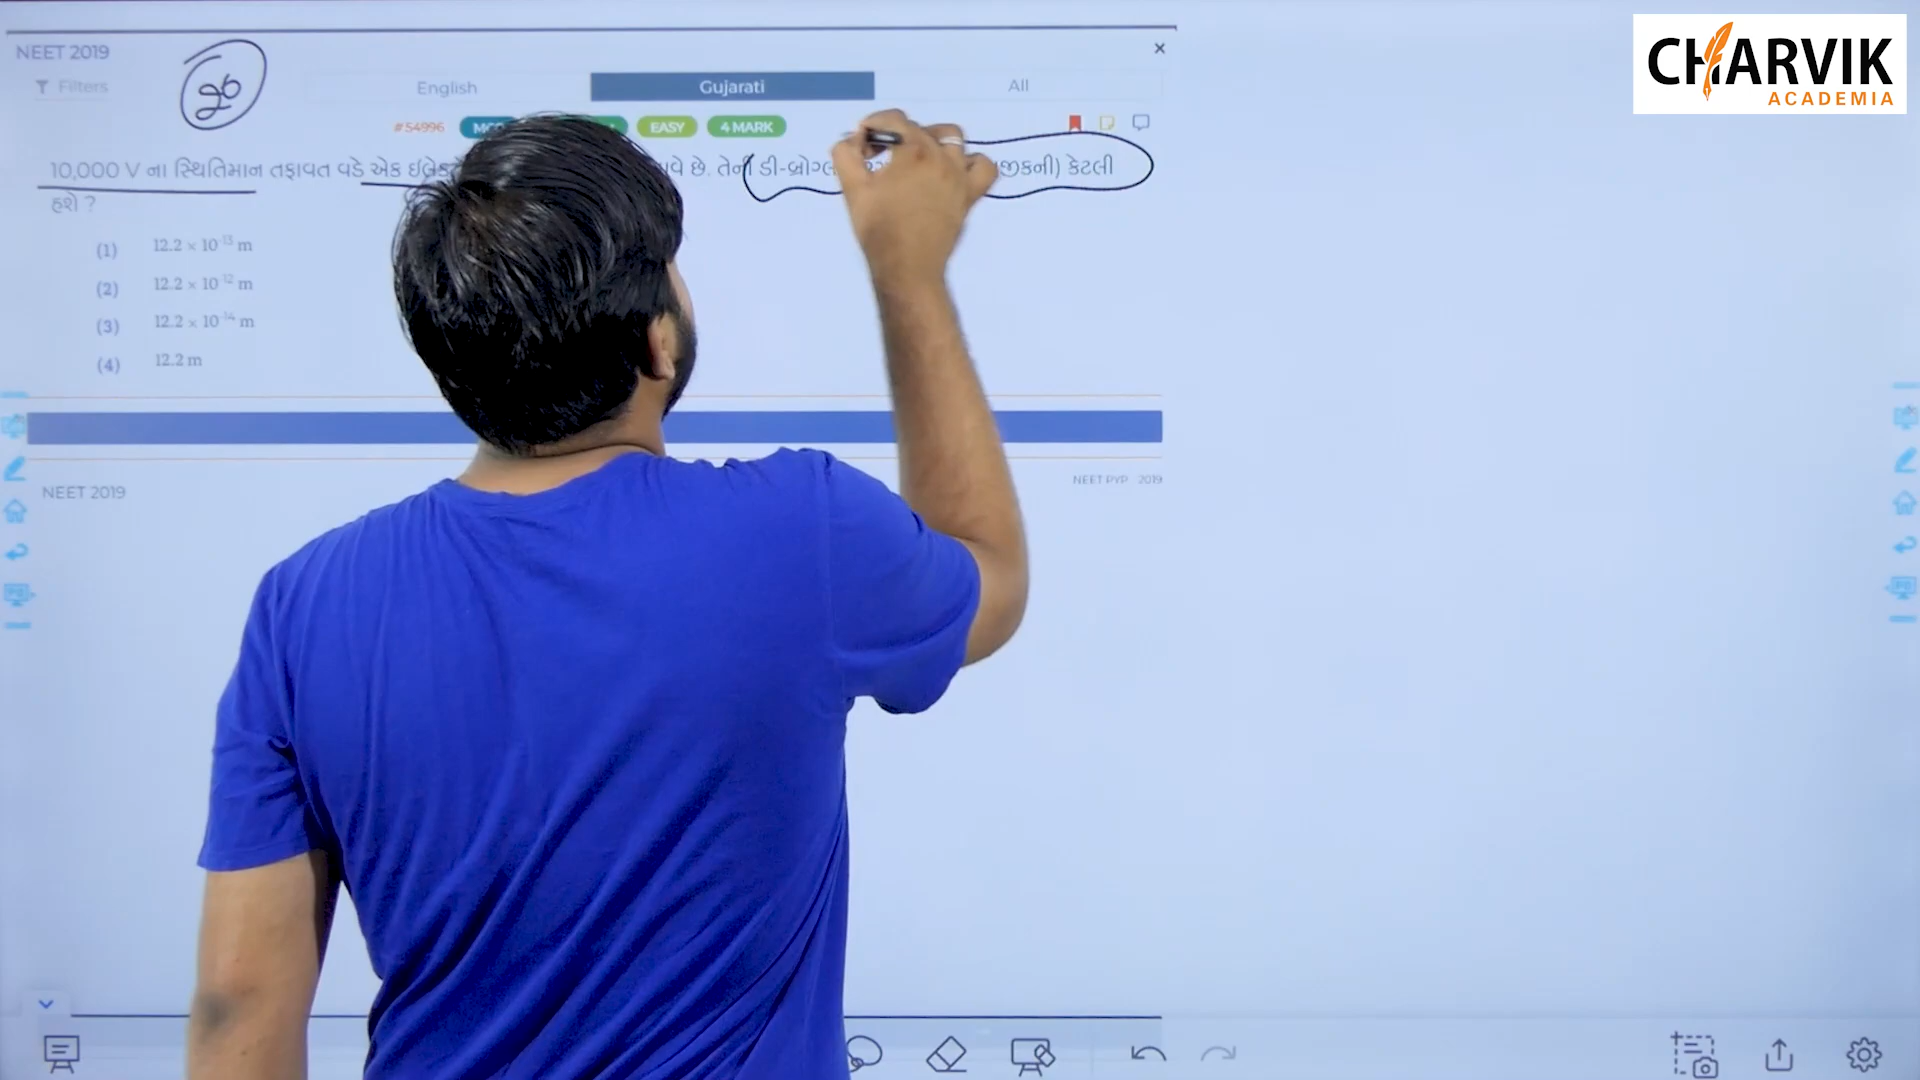 CHARVIK
ACADEMIA
NEET 2019
૨૦
Filters
English
Gujarati
All
#54996
EASY
4 MARK
10,000 V ના સ્થિતિમાન તફાવત વડે એક છે. તેની ડી-બ્રોગ્લ કેટલી
હશે ?
(1) 12.2 × 10⁻¹³ m
(2) 12.2 × 10⁻¹² m
(3) 12.2 × 10⁻¹⁴ m
(4) 12.2 m
NEET 2019
NEET PYP 2019